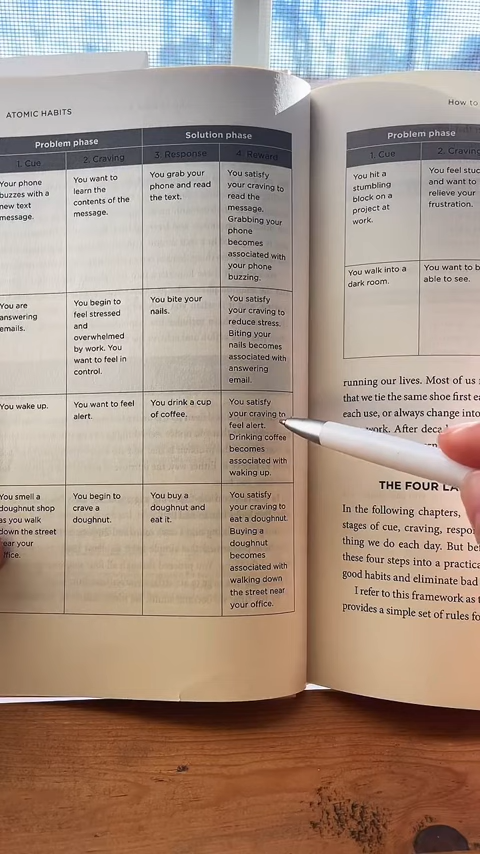 ATOMIC HABITS
Problem phase
Solution phase
1. Cue
2. Craving
3. Response
4. Reward
Your phone
buzzes with a
new text
message.
You want to
learn the
contents of the
message.
You grab your
phone and read
the text.
You satisfy
your craving to
read the
message.
Grabbing your
phone
becomes
associated with
your phone
buzzing.
You are
answering
emails.
You begin to
feel stressed
and
overwhelmed
by work. You
want to feel in
control.
You bite your
nails.
You satisfy
your craving to
reduce stress.
Biting your
nails becomes
associated with
answering
email.
You wake up.
You want to feel
alert.
You drink a cup
of coffee.
You satisfy
your craving to
feel alert.
Drinking coffee
becomes
associated with
waking up.
You smell a
doughnut shop
as you walk
down the street
near your
office.
You begin to
crave a
doughnut.
You buy a
doughnut and
eat it.
You satisfy
your craving to
eat a doughnut.
Buying a
doughnut
becomes
associated with
walking down
the street near
your office.
How to
Problem phase
1. Cue
2. Craving
You hit a
stumbling
block on a
project at
work.
You feel stuc
and want to
relieve your
frustration.
You walk into a
dark room.
You want to b
able to see.
running our lives. Most of us
that we tie the same shoe first ea
each use, or always change into
work. After deca
THE FOUR LA
In the following chapters,
stages of cue, craving, respo
thing we do each day. But be
these four steps into a practica
good habits and eliminate bad
I refer to this framework as t
provides a simple set of rules fo